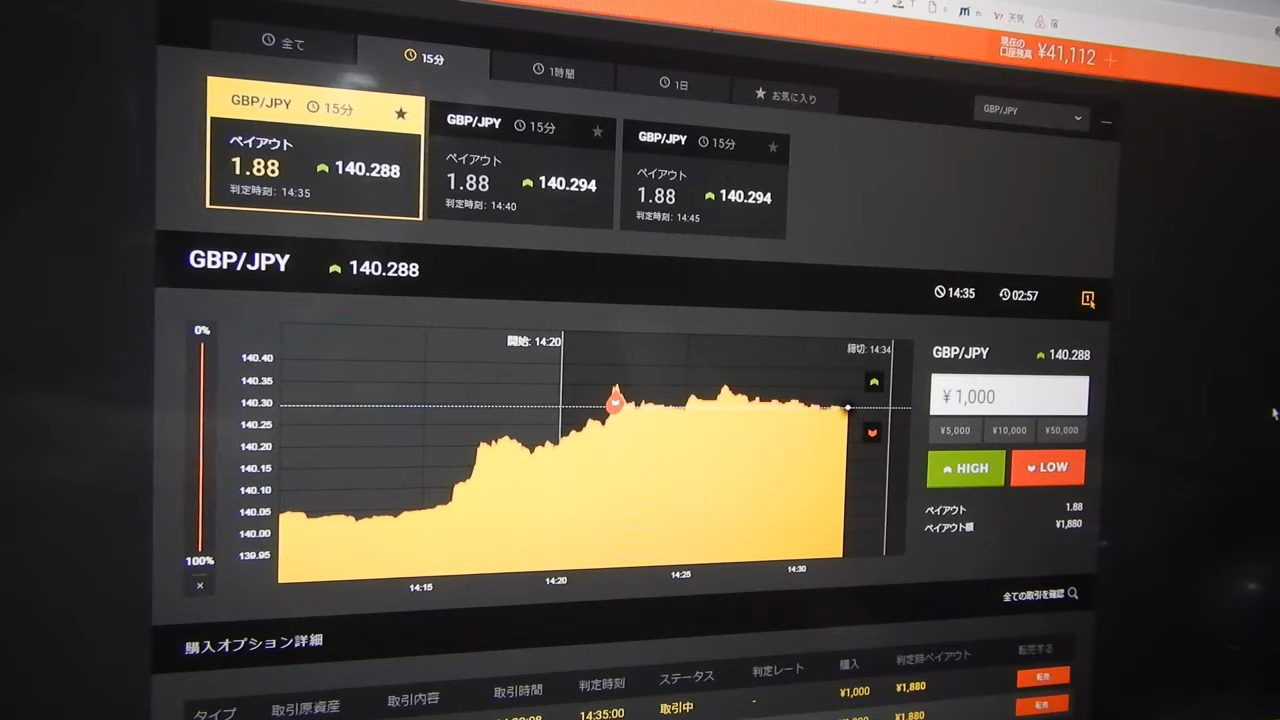 m
天気
宿
現在の
口座残高 ¥41,112
全て
15分
1時間
1日
お気に入り
GBP/JPY
GBP/JPY 15分
ペイアウト
1.88 140.288
判定時刻: 14:35
GBP/JPY 15分
ペイアウト
1.88 140.294
判定時刻: 14:40
GBP/JPY 15分
ペイアウト
1.88 140.294
判定時刻: 14:45
GBP/JPY 140.288
14:35 02:57
0%
100%
140.40
140.35
140.30
140.25
140.20
140.15
140.10
140.05
140.00
139.95
開始: 14:20
締切: 14:34
14:15
14:20
14:25
14:30
GBP/JPY 140.288
¥1,000
¥5,000 ¥10,000 ¥50,000
HIGH LOW
ペイアウト 1.88
ペイアウト額 ¥1,880
全ての取引を確認
購入オプション詳細
タイプ 取引原資産 取引内容 取引時間 判定時刻 ステータス 判定レート 購入 判定時ペイアウト 転売する
14:35:00 取引中 - ¥1,000 ¥1,880 転売
¥1,880 転売